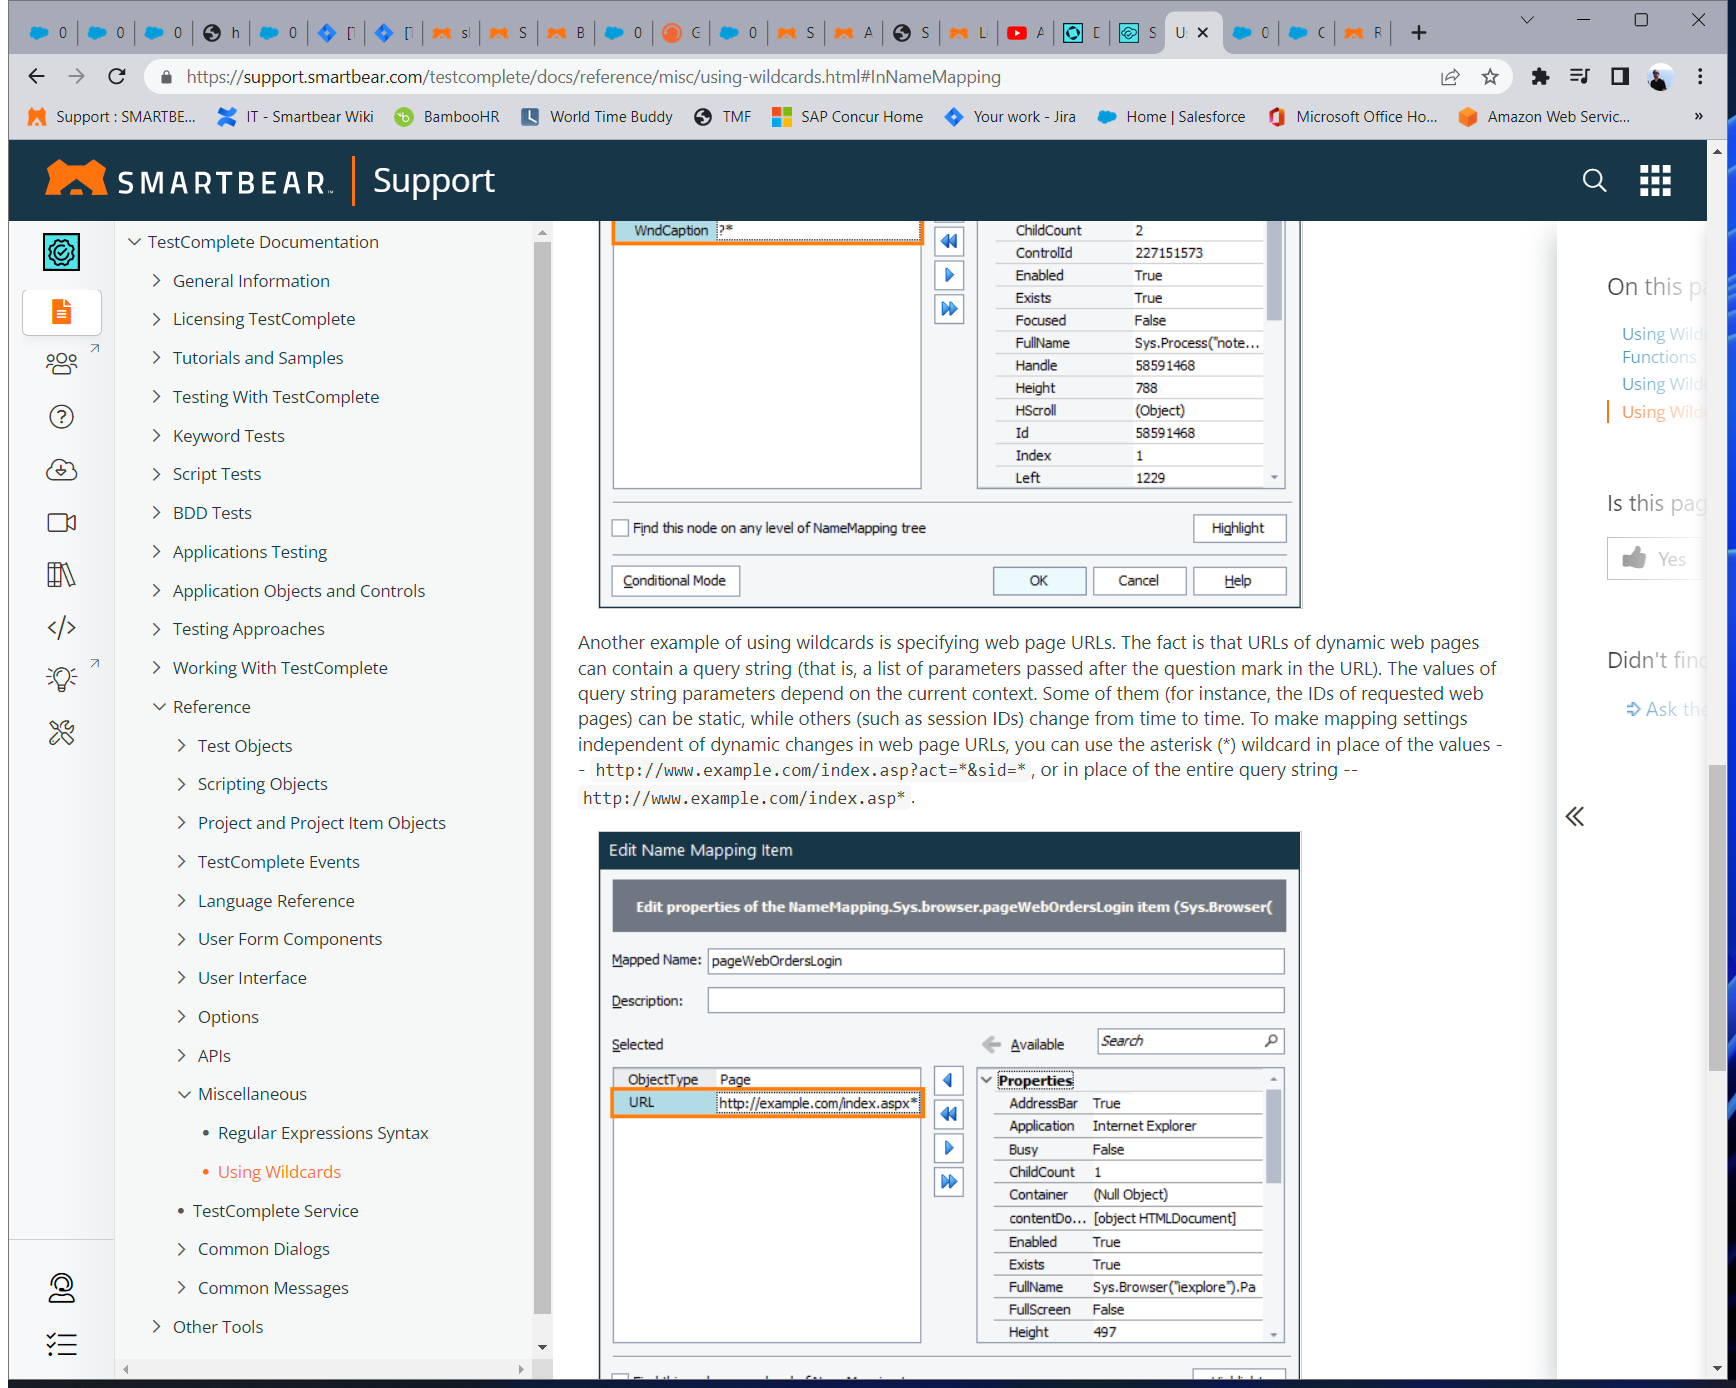 https://support.smartbear.com/testcomplete/docs/reference/misc/using-wildcards.html#InNameMapping
Support : SMARTBE...
IT - Smartbear Wiki
BambooHR
World Time Buddy
TMF
SAP Concur Home
Your work - Jira
Home | Salesforce
Microsoft Office Ho...
Amazon Web Servic...
»
SMARTBEAR
Support
TestComplete Documentation
General Information
Licensing TestComplete
Tutorials and Samples
Testing With TestComplete
Keyword Tests
Script Tests
BDD Tests
Applications Testing
Application Objects and Controls
Testing Approaches
Working With TestComplete
Reference
Test Objects
Scripting Objects
Project and Project Item Objects
TestComplete Events
Language Reference
User Form Components
User Interface
Options
APIs
Miscellaneous
• Regular Expressions Syntax
• Using Wildcards
• TestComplete Service
Common Dialogs
Common Messages
Other Tools
WndCaption ?*
ChildCount 2
ControlId 227151573
Enabled True
Exists True
Focused False
FullName Sys.Process("note...
Handle 58591468
Height 788
HScroll (Object)
Id 58591468
Index 1
Left 1229
Find this node on any level of NameMapping tree
Highlight
Conditional Mode
OK
Cancel
Help
Another example of using wildcards is specifying web page URLs. The fact is that URLs of dynamic web pages
can contain a query string (that is, a list of parameters passed after the question mark in the URL). The values of
query string parameters depend on the current context. Some of them (for instance, the IDs of requested web
pages) can be static, while others (such as session IDs) change from time to time. To make mapping settings
independent of dynamic changes in web page URLs, you can use the asterisk (*) wildcard in place of the values -
- http://www.example.com/index.asp?act=*&sid=* , or in place of the entire query string --
http://www.example.com/index.asp* .
Edit Name Mapping Item
Edit properties of the NameMapping.Sys.browser.pageWebOrdersLogin item (Sys.Browser(
Mapped Name: pageWebOrdersLogin
Description:
Selected
Available
Search
ObjectType Page
URL http://example.com/index.aspx*
Properties
AddressBar True
Application Internet Explorer
Busy False
ChildCount 1
Container (Null Object)
contentDo... [object HTMLDocument]
Enabled True
Exists True
FullName Sys.Browser("iexplore").Pa
FullScreen False
Height 497
On this
Using
Functions
Using
Using
Is this
Yes
Didn't
Ask